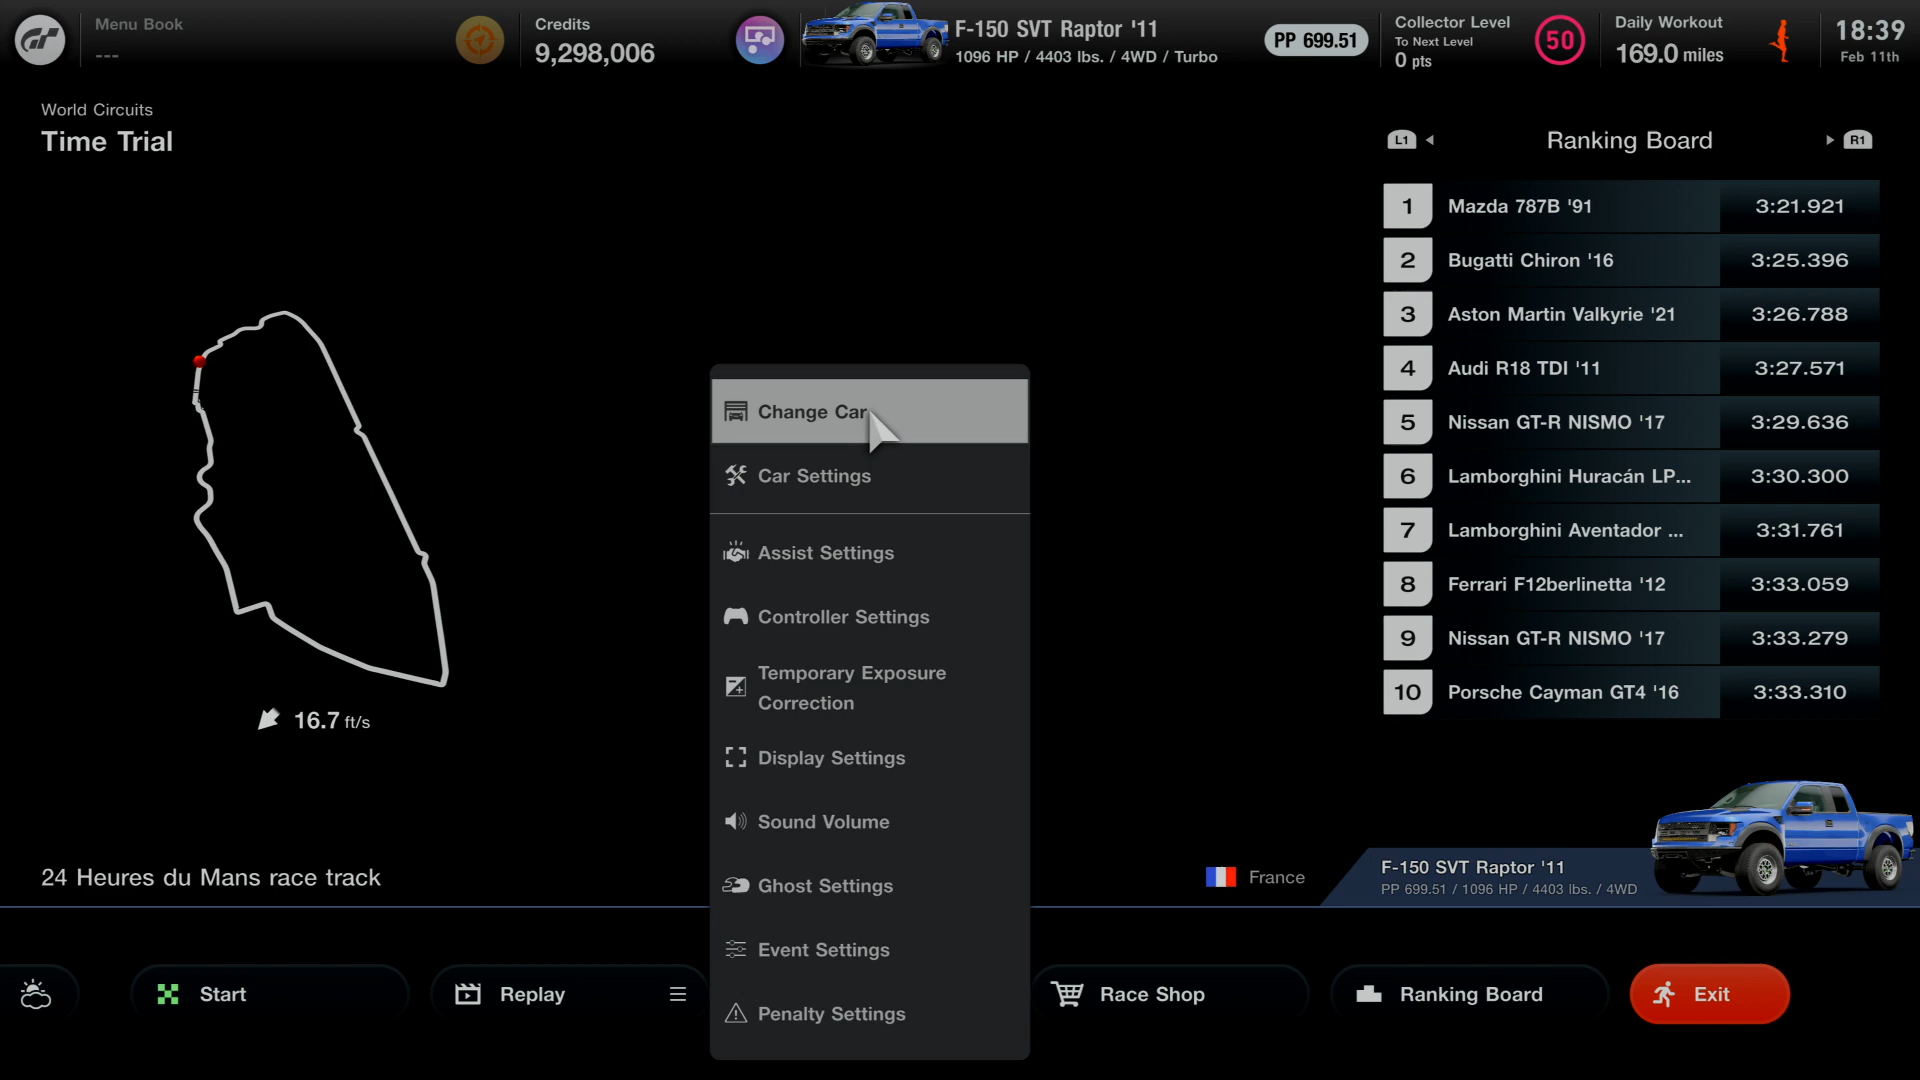 Menu Book
---
Credits
9,298,006
F-150 SVT Raptor '11
1096 HP / 4403 lbs. / 4WD / Turbo
PP 699.51
Collector Level
To Next Level
0 pts
50
Daily Workout
169.0 miles
18:39
Feb 11th
World Circuits
Time Trial
L1
Ranking Board
R1
1 Mazda 787B '91 3:21.921
2 Bugatti Chiron '16 3:25.396
3 Aston Martin Valkyrie '21 3:26.788
4 Audi R18 TDI '11 3:27.571
5 Nissan GT-R NISMO '17 3:29.636
6 Lamborghini Huracán LP... 3:30.300
7 Lamborghini Aventador ... 3:31.761
8 Ferrari F12berlinetta '12 3:33.059
9 Nissan GT-R NISMO '17 3:33.279
10 Porsche Cayman GT4 '16 3:33.310
16.7 ft/s
Change Car
Car Settings
Assist Settings
Controller Settings
Temporary Exposure
Correction
Display Settings
Sound Volume
Ghost Settings
Event Settings
Penalty Settings
24 Heures du Mans race track
France
F-150 SVT Raptor '11
PP 699.51 / 1096 HP / 4403 lbs. / 4WD
Start
Replay
Race Shop
Ranking Board
Exit